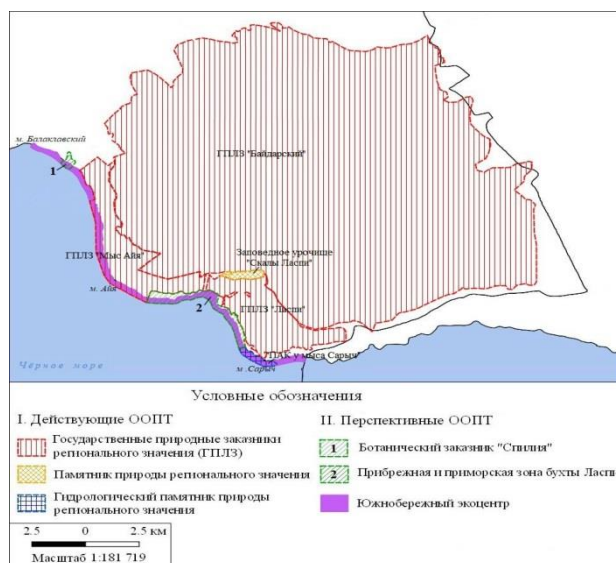 м. Балаклавский
1
ГПЛЗ "Байдарский"
ГПЛЗ "Мыс Айя"
Заповедное урочище
"Скалы Ласпи"
м. Айя
2
ГПЛЗ "Ласпи"
"ПАК у мыса Сарыч"
м. Сарыч
Чёрное море
Условные обозначения
I. Действующие ООПТ
Государственные природные заказники
регионального значения (ГПЛЗ)
Памятник природы регионального значения
Гидрологический памятник природы
регионального значения
II. Перспективные ООПТ
1 Ботанический заказник "Спилия"
2 Прибрежная и приморская зона бухты Ласпи
Южнобережный экоцентр
2.5 0 2.5 км
Масштаб 1:181 719